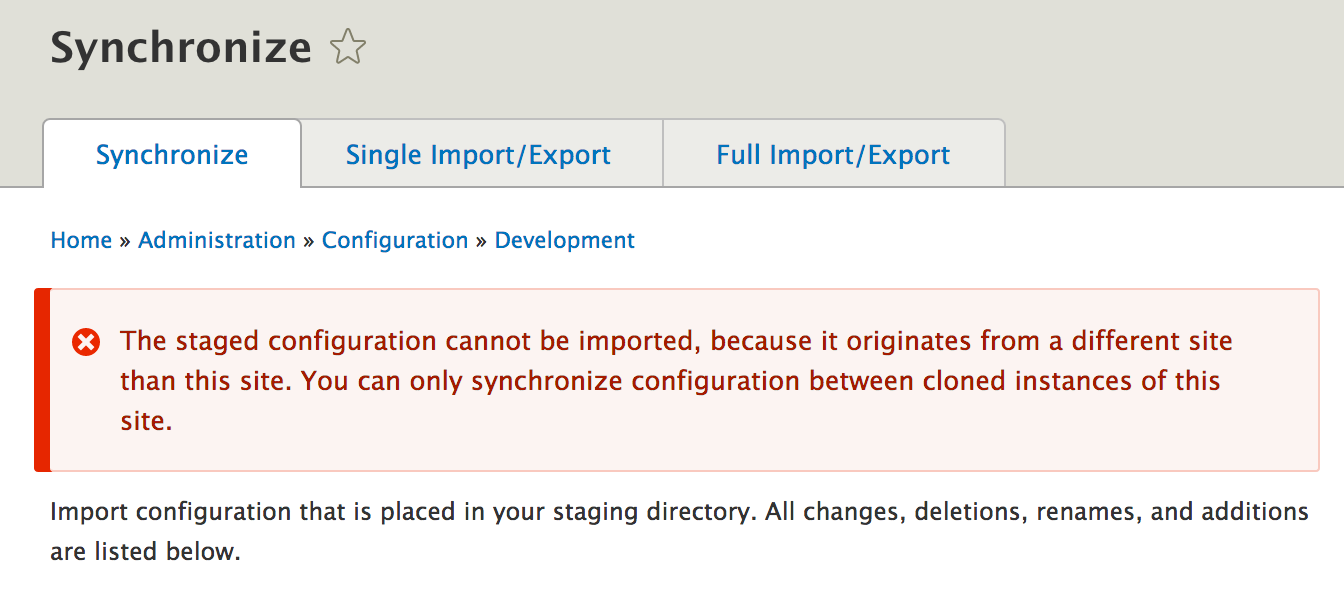 Synchronize
Synchronize Single Import/Export Full Import/Export
Home » Administration » Configuration » Development
The staged configuration cannot be imported, because it originates from a different site
than this site. You can only synchronize configuration between cloned instances of this
site.
Import configuration that is placed in your staging directory. All changes, deletions, renames, and additions
are listed below.